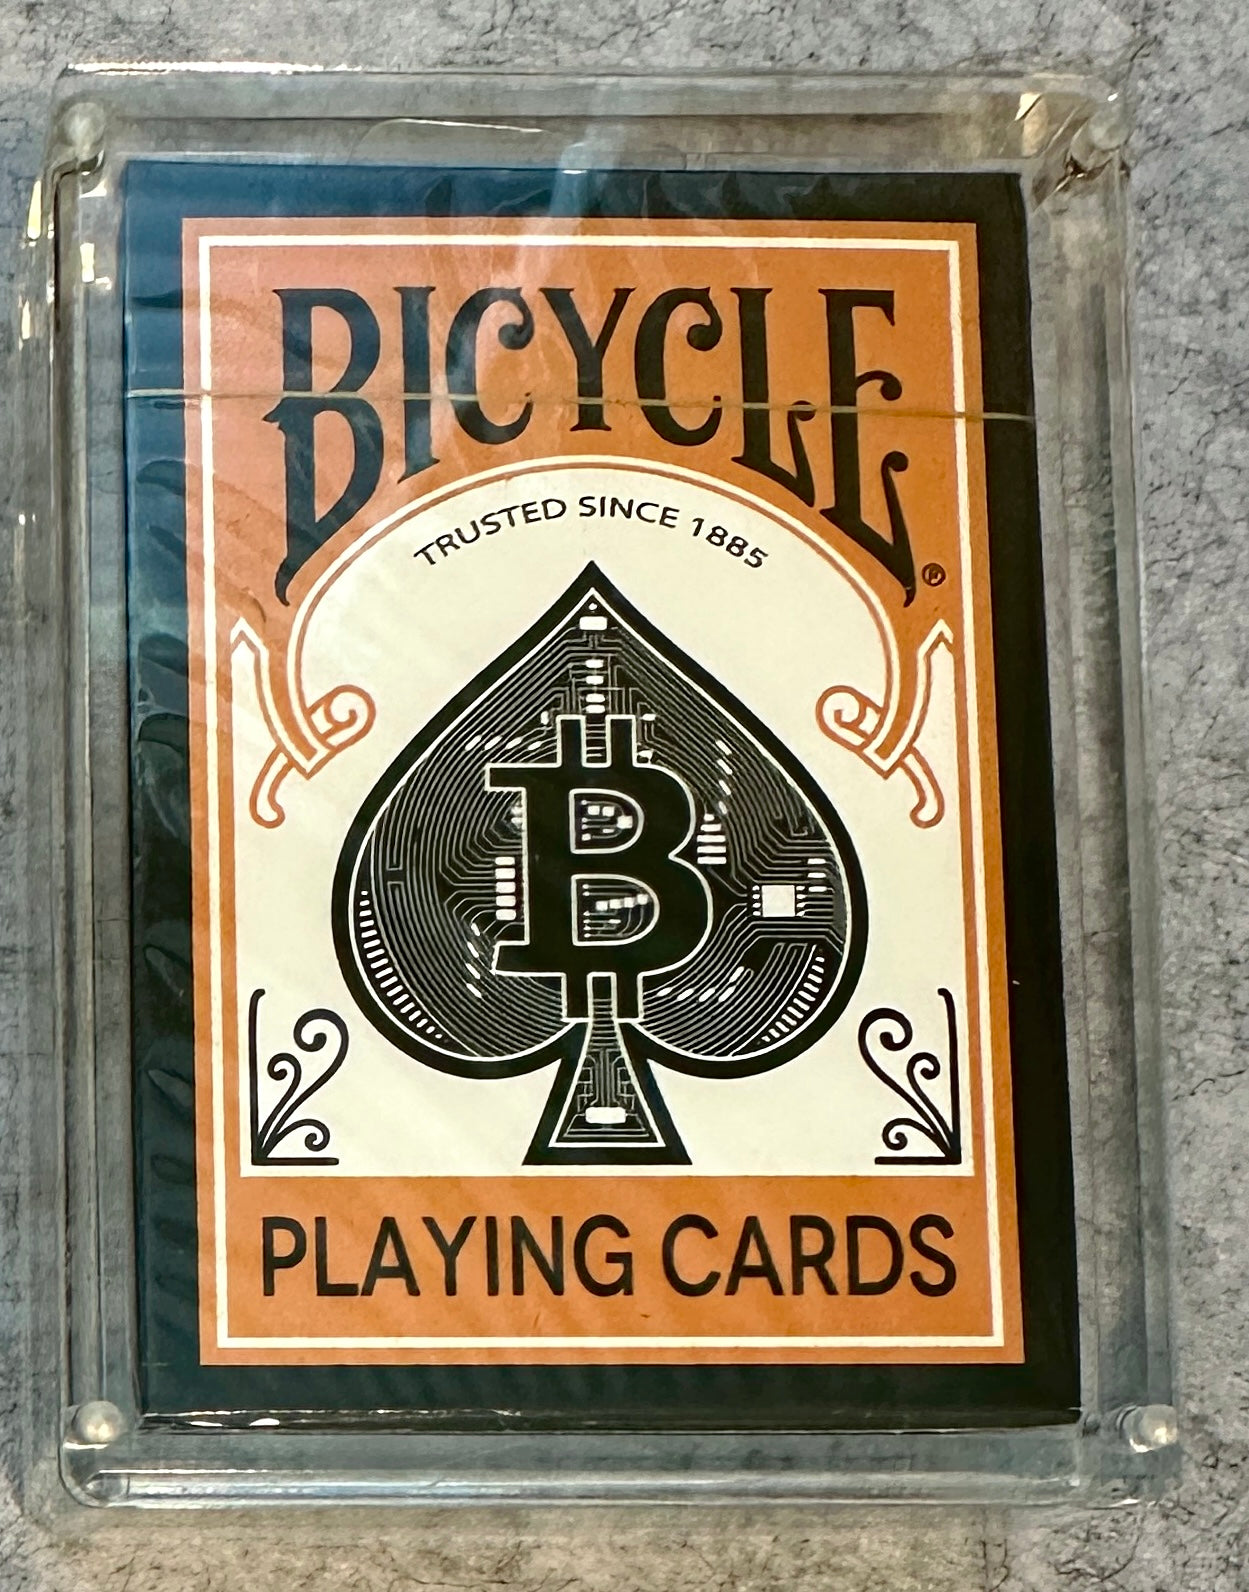 BICYCLE®
TRUSTED SINCE 1885
₿
PLAYING CARDS